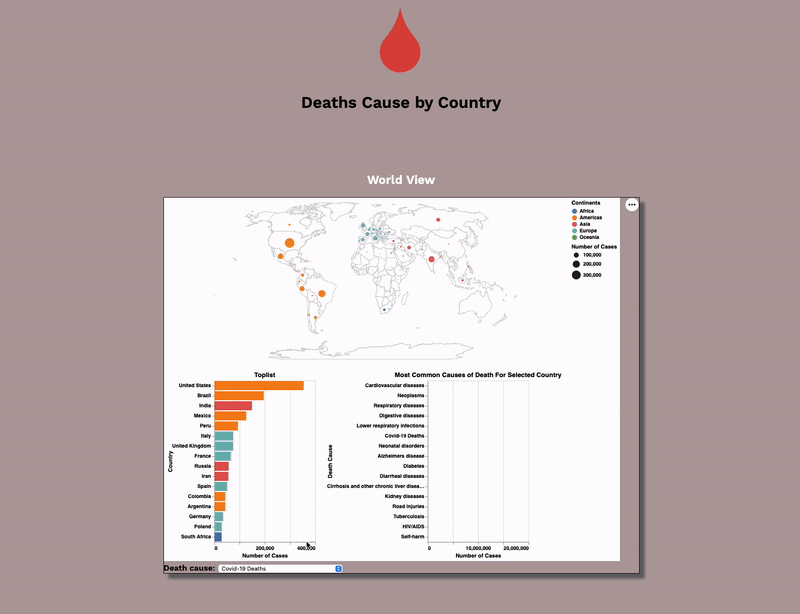 Deaths Cause by Country
World View
Continents
Africa
Americas
Asia
Europe
Oceania
Number of Cases
100,000
200,000
300,000
Toplist
Country
United States
Brazil
India
Mexico
Peru
Italy
United Kingdom
France
Russia
Iran
Spain
Colombia
Argentina
Germany
Poland
South Africa
0 200,000 400,000
Number of Cases
Most Common Causes of Death For Selected Country
Death Cause
Cardiovascular diseases
Neoplasms
Respiratory diseases
Digestive diseases
Lower respiratory infections
Covid-19 Deaths
Neonatal disorders
Alzheimers disease
Diabetes
Diarrheal diseases
Cirrhosis and other chronic liver diseas…
Kidney diseases
Road injuries
Tuberculosis
HIV/AIDS
Self-harm
0 10,000,000 20,000,000
Number of Cases
Death cause: Covid-19 Deaths